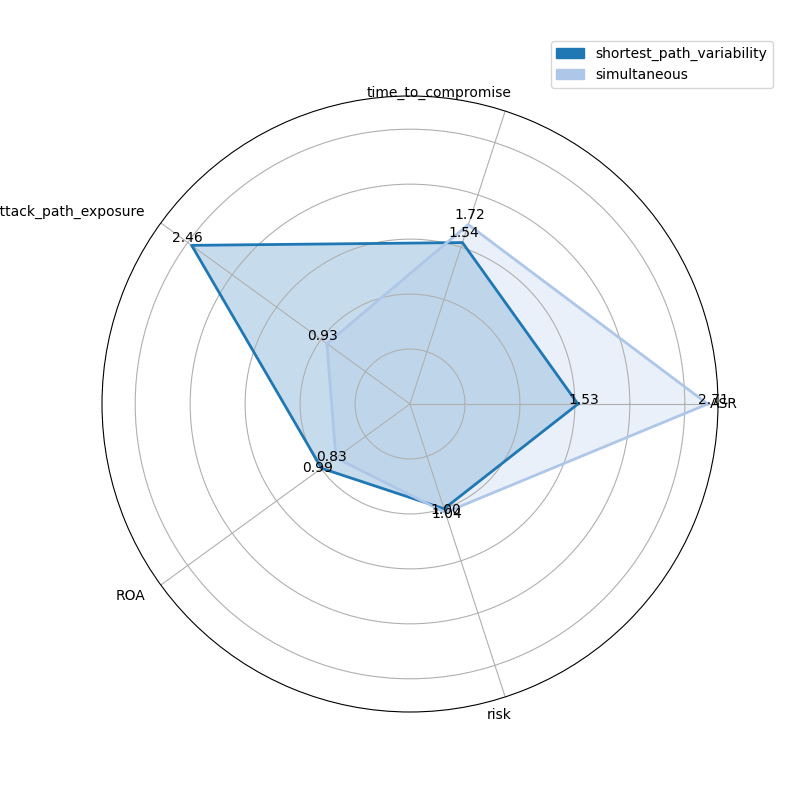 shortest_path_variability
simultaneous
time_to_compromise
ttack_path_exposure
1.72
1.54
2.46
0.93
1.53
2.71
ASR
0.83
0.99
1.00
1.04
ROA
risk